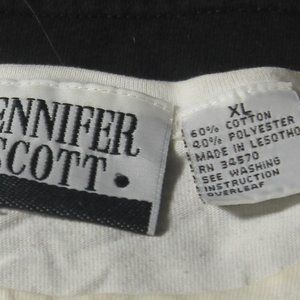 ENNIFER
SCOTT
XL
60% COTTON
40% POLYESTER
MADE IN LESOTHO
RN 34570
SEE WASHING
INSTRUCTION
OVERLEAF